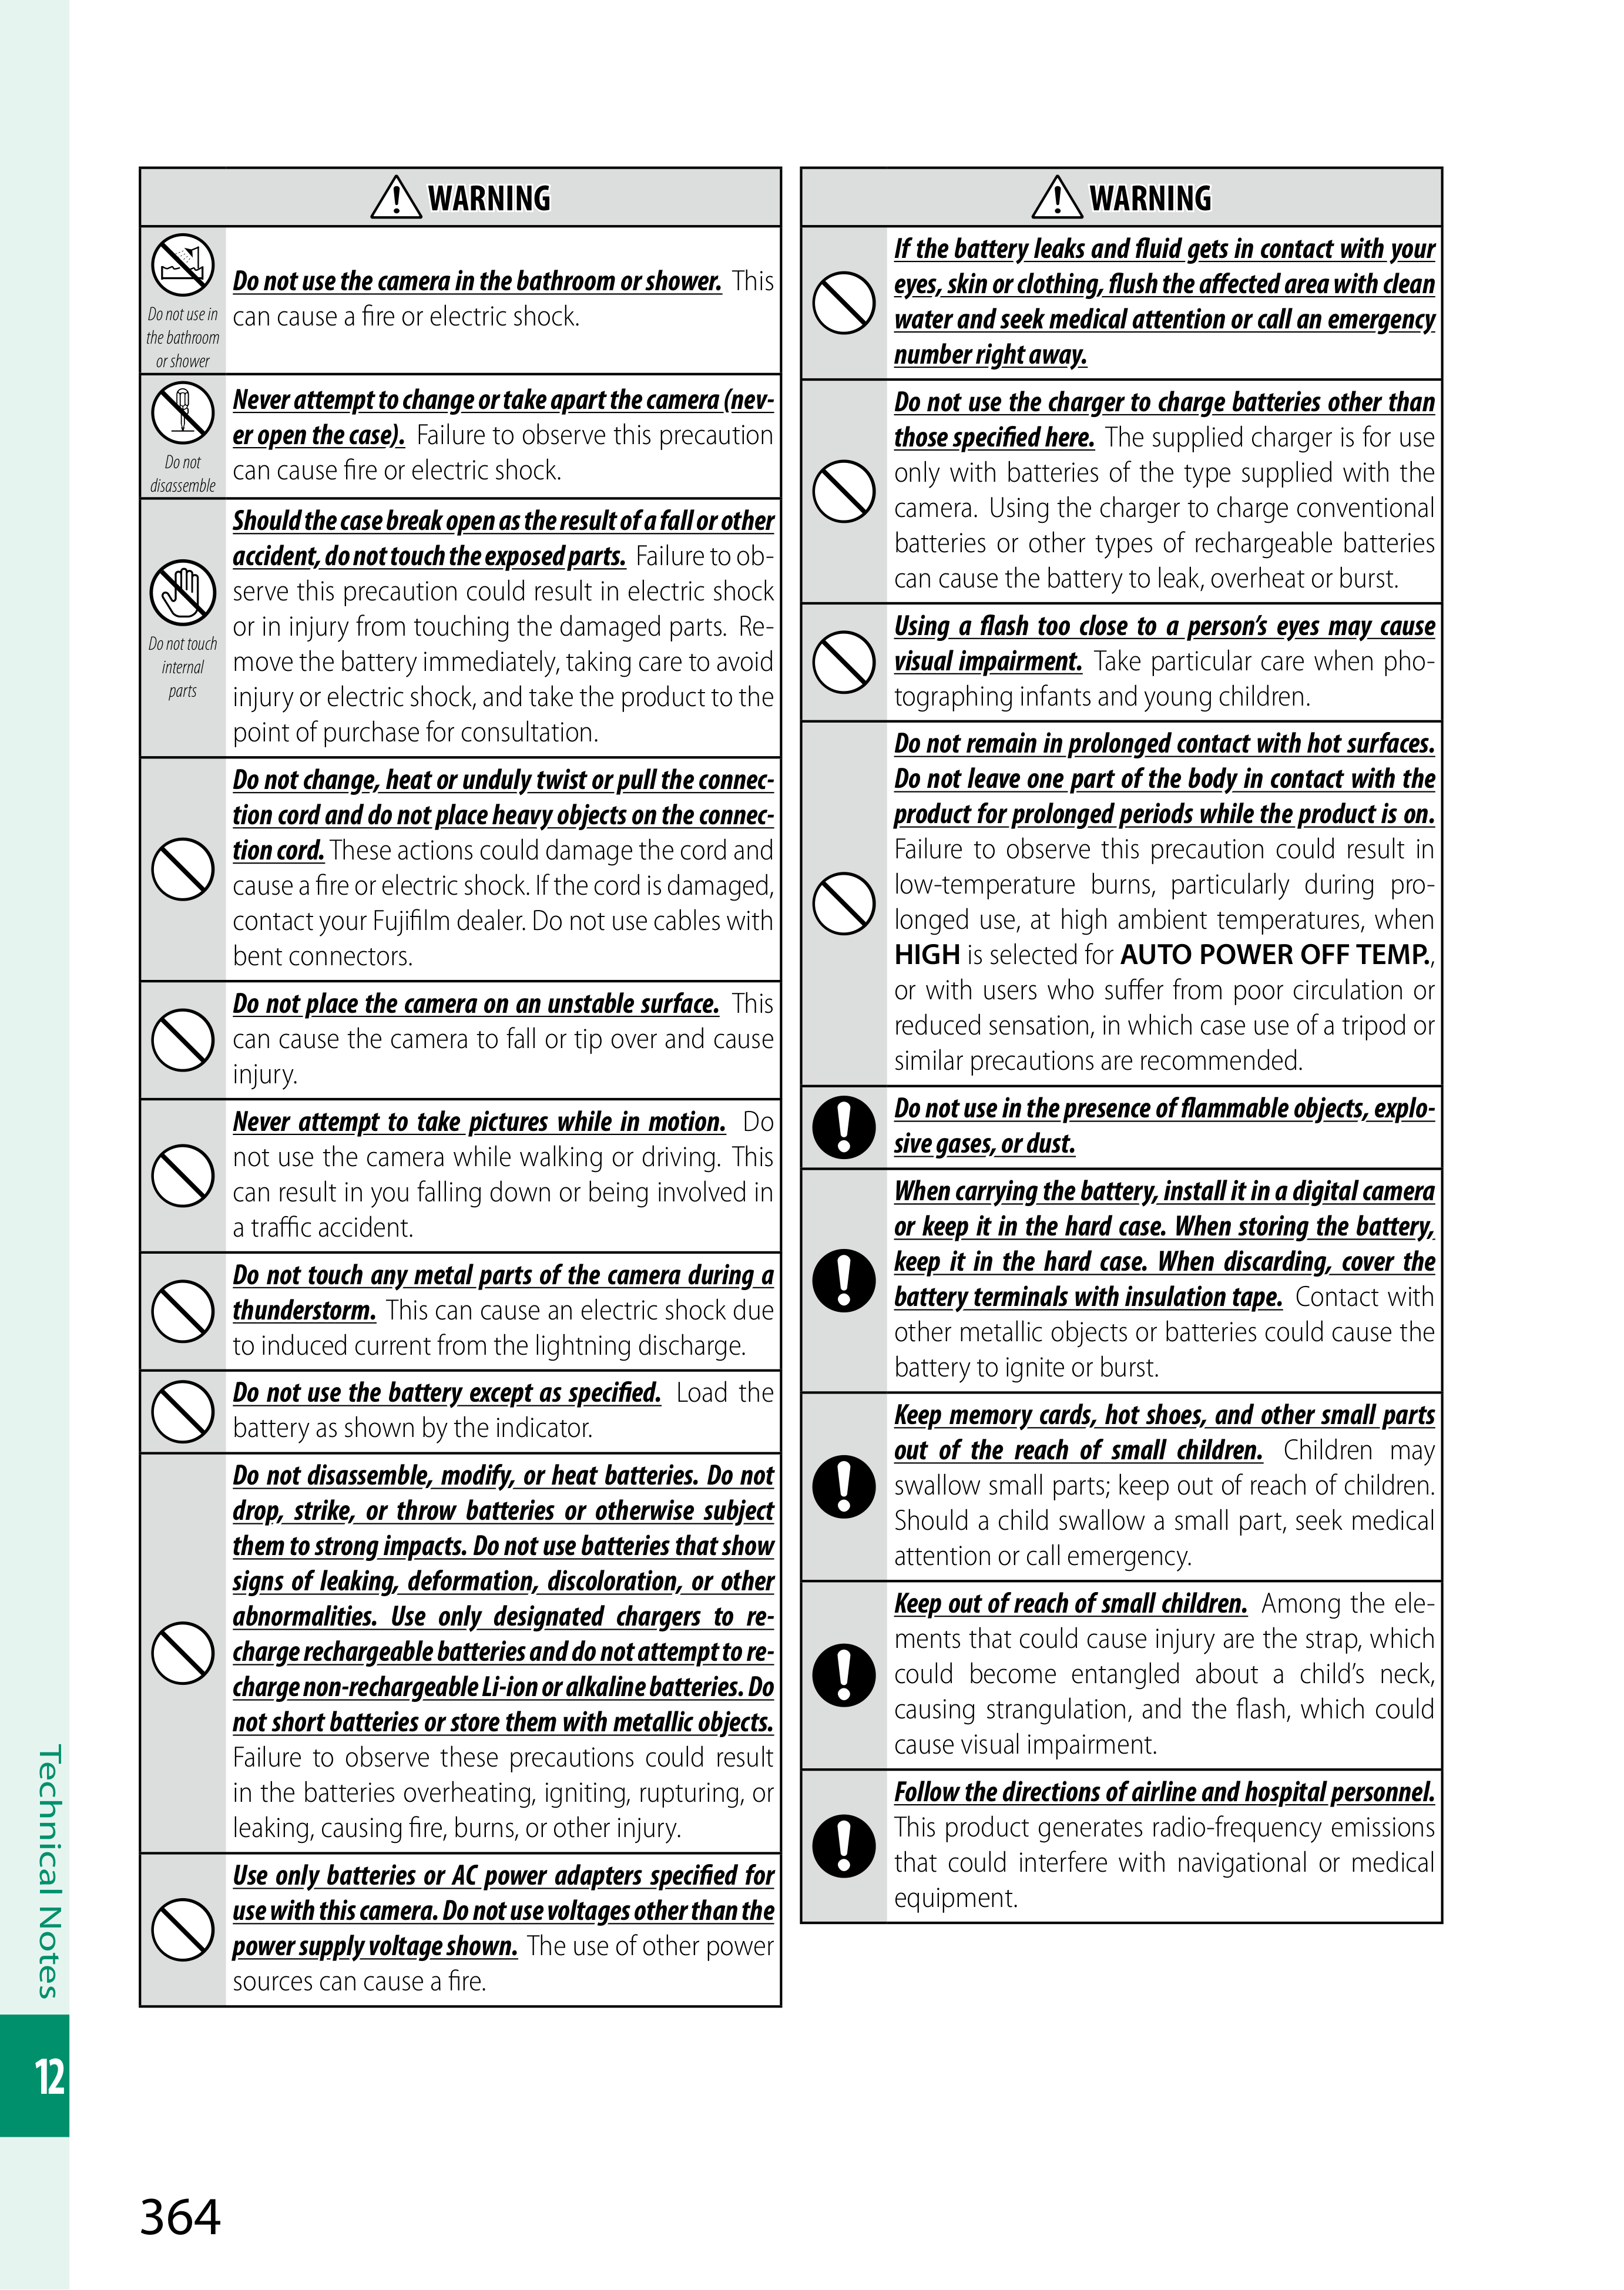 WARNING
Do not use in
the bathroom
or shower
Do not use the camera in the bathroom or shower. This
can cause a fire or electric shock.
Do not
disassemble
Never attempt to change or take apart the camera (nev-
er open the case). Failure to observe this precaution
can cause fire or electric shock.
Do not touch
internal
parts
Should the case break open as the result of a fall or other
accident, do not touch the exposed parts. Failure to ob-
serve this precaution could result in electric shock
or in injury from touching the damaged parts. Re-
move the battery immediately, taking care to avoid
injury or electric shock, and take the product to the
point of purchase for consultation.
Do not change, heat or unduly twist or pull the connec-
tion cord and do not place heavy objects on the connec-
tion cord. These actions could damage the cord and
cause a fire or electric shock. If the cord is damaged,
contact your Fujifilm dealer. Do not use cables with
bent connectors.
Do not place the camera on an unstable surface. This
can cause the camera to fall or tip over and cause
injury.
Never attempt to take pictures while in motion. Do
not use the camera while walking or driving. This
can result in you falling down or being involved in
a traffic accident.
Do not touch any metal parts of the camera during a
thunderstorm. This can cause an electric shock due
to induced current from the lightning discharge.
Do not use the battery except as specified. Load the
battery as shown by the indicator.
Do not disassemble, modify, or heat batteries. Do not
drop, strike, or throw batteries or otherwise subject
them to strong impacts. Do not use batteries that show
signs of leaking, deformation, discoloration, or other
abnormalities. Use only designated chargers to re-
charge rechargeable batteries and do not attempt to re-
charge non-rechargeable Li-ion or alkaline batteries. Do
not short batteries or store them with metallic objects.
Failure to observe these precautions could result
in the batteries overheating, igniting, rupturing, or
leaking, causing fire, burns, or other injury.
Use only batteries or AC power adapters specified for
use with this camera. Do not use voltages other than the
power supply voltage shown. The use of other power
sources can cause a fire.
WARNING
If the battery leaks and fluid gets in contact with your
eyes, skin or clothing, flush the affected area with clean
water and seek medical attention or call an emergency
number right away.
Do not use the charger to charge batteries other than
those specified here. The supplied charger is for use
only with batteries of the type supplied with the
camera. Using the charger to charge conventional
batteries or other types of rechargeable batteries
can cause the battery to leak, overheat or burst.
Using a flash too close to a person’s eyes may cause
visual impairment. Take particular care when pho-
tographing infants and young children.
Do not remain in prolonged contact with hot surfaces.
Do not leave one part of the body in contact with the
product for prolonged periods while the product is on.
Failure to observe this precaution could result in
low-temperature burns, particularly during pro-
longed use, at high ambient temperatures, when
HIGH is selected for AUTO POWER OFF TEMP.,
or with users who suffer from poor circulation or
reduced sensation, in which case use of a tripod or
similar precautions are recommended.
Do not use in the presence of flammable objects, explo-
sive gases, or dust.
When carrying the battery, install it in a digital camera
or keep it in the hard case. When storing the battery,
keep it in the hard case. When discarding, cover the
battery terminals with insulation tape. Contact with
other metallic objects or batteries could cause the
battery to ignite or burst.
Keep memory cards, hot shoes, and other small parts
out of the reach of small children. Children may
swallow small parts; keep out of reach of children.
Should a child swallow a small part, seek medical
attention or call emergency.
Keep out of reach of small children. Among the ele-
ments that could cause injury are the strap, which
could become entangled about a child’s neck,
causing strangulation, and the flash, which could
cause visual impairment.
Follow the directions of airline and hospital personnel.
This product generates radio-frequency emissions
that could interfere with navigational or medical
equipment.
Technical Notes
12
364